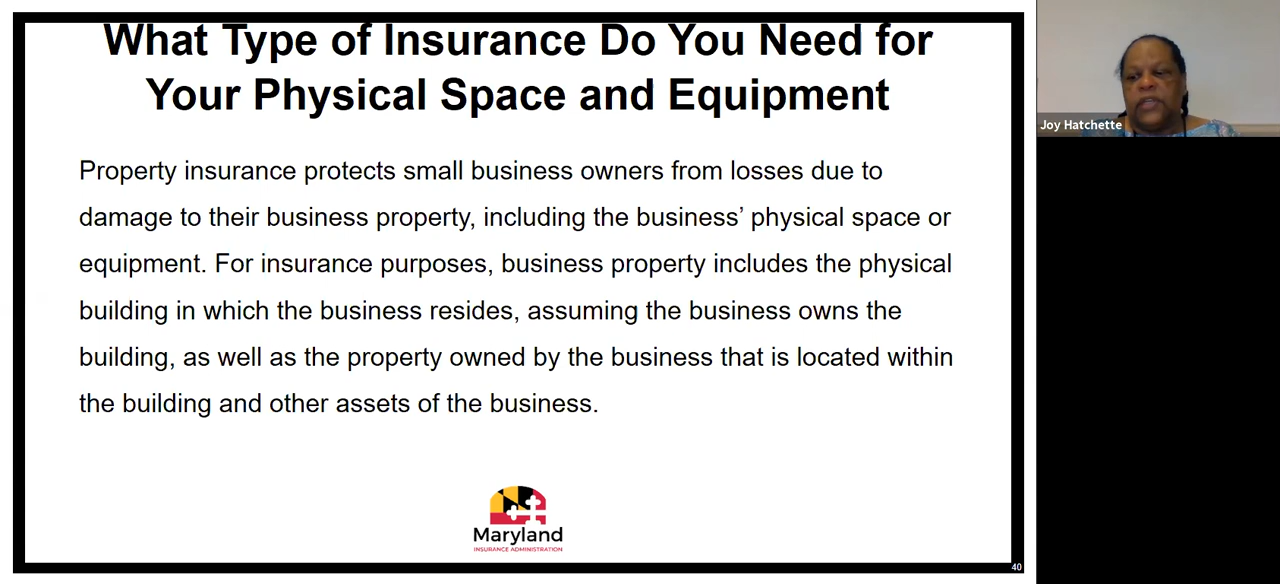 What Type of Insurance Do You Need for
Your Physical Space and Equipment
Property insurance protects small business owners from losses due to
damage to their business property, including the business’ physical space or
equipment. For insurance purposes, business property includes the physical
building in which the business resides, assuming the business owns the
building, as well as the property owned by the business that is located within
the building and other assets of the business.
Maryland
INSURANCE ADMINISTRATION
40
Joy Hatchette